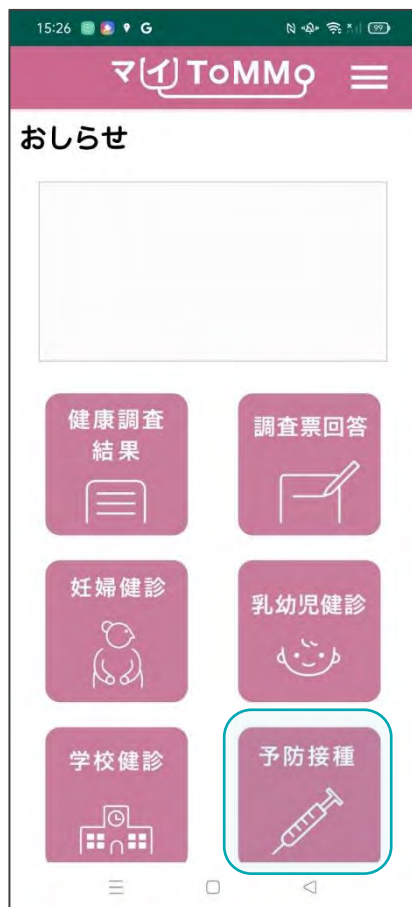 15:26 G 99
マイToMMo
おしらせ
健康調査
結果
調査票回答
妊婦健診
乳幼児健診
学校健診
予防接種